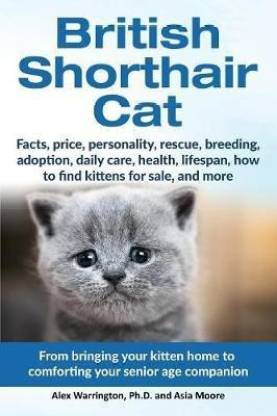 British
Shorthair
Cat
Facts, price, personality, rescue, breeding,
adoption, daily care, health, lifespan, how
to find kittens for sale, and more
From bringing your kitten home to
comforting your senior age companion
Alex Warrington, Ph.D. and Asia Moore